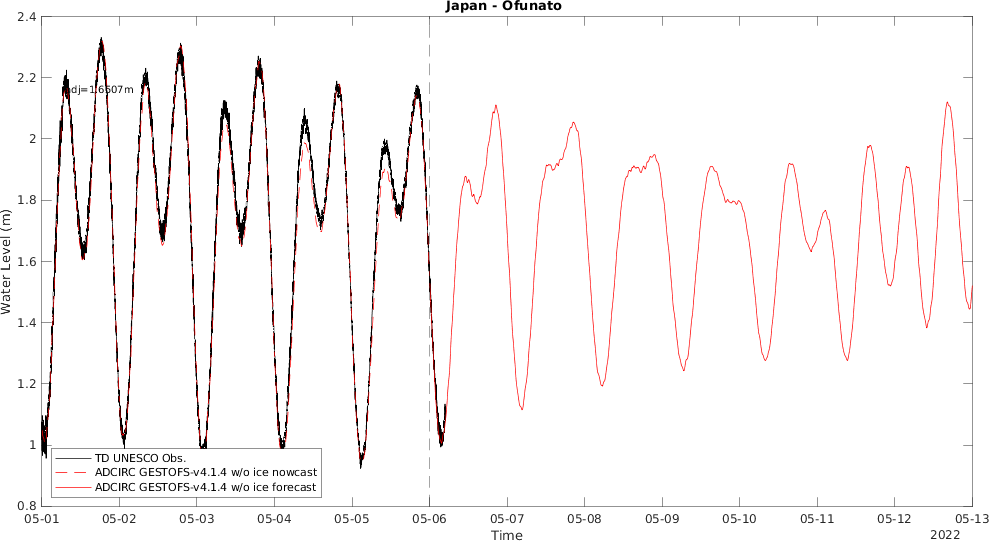 Japan - Ofunato
2.4
2.2
2
1.8
1.6
1.4
1.2
1
0.8
Water Level (m)
adj=1.6607m
TD UNESCO Obs.
ADCIRC GESTOFS-v4.1.4 w/o ice nowcast
ADCIRC GESTOFS-v4.1.4 w/o ice forecast
05-01 05-02 05-03 05-04 05-05 05-06 05-07 05-08 05-09 05-10 05-11 05-12 05-13
Time
2022